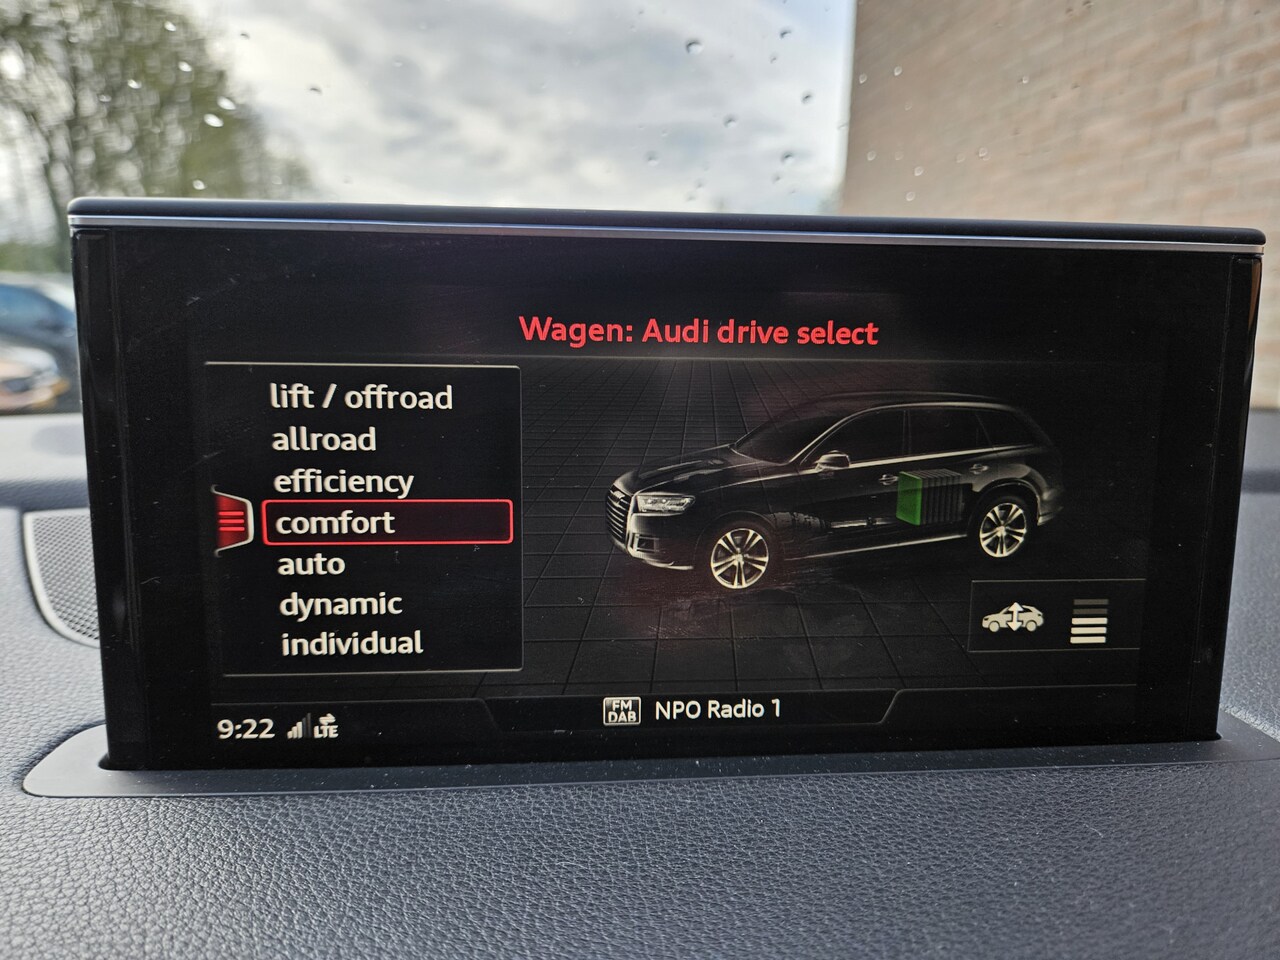 Wagen: Audi drive select
lift / offroad
allroad
efficiency
comfort
auto
dynamic
individual
9:22 LTE
FM DAB NPO Radio 1